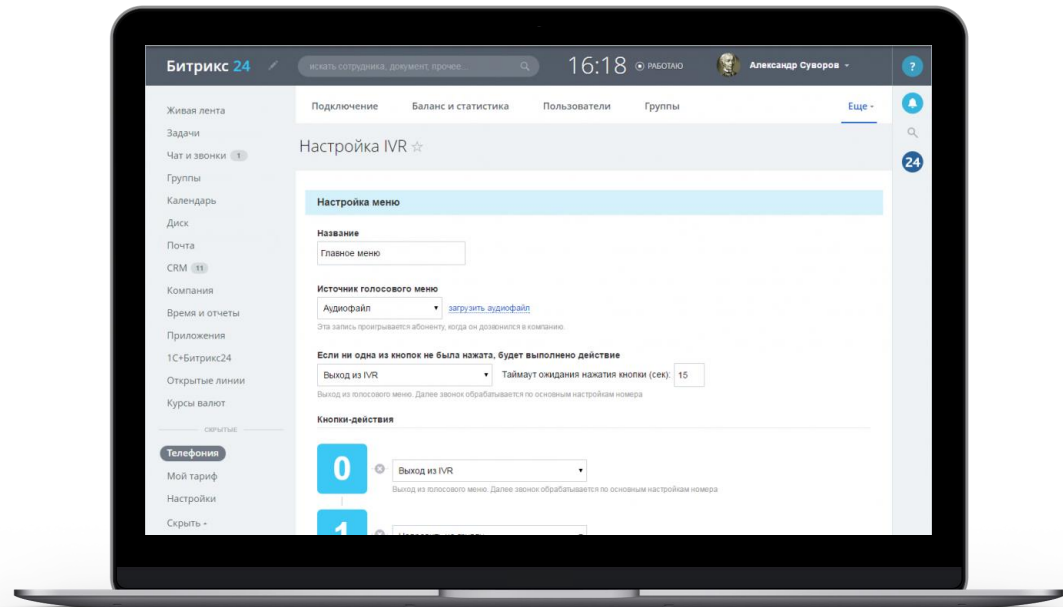 Битрикс 24
искать сотрудника, документ, прочее...
16:18
РАБОТАЮ
Александр Суворов
?
Живая лента
Задачи
Чат и звонки 1
Группы
Календарь
Диск
Почта
CRM 11
Компания
Время и отчеты
Приложения
1С+Битрикс24
Открытые линии
Курсы валют
СКРЫТЫЕ
Телефония
Мой тариф
Настройки
Скрыть
Подключение Баланс и статистика Пользователи Группы Еще
24
Настройка IVR
Настройка меню
Название
Главное меню
Источник голосового меню
Аудиофайл загрузить аудиофайл
Эта запись проигрывается абоненту, когда он дозвонился в компанию.
Если ни одна из кнопок не была нажата, будет выполнено действие
Выход из IVR Таймаут ожидания нажатия кнопки (сек): 15
Выход из голосового меню. Далее звонок обрабатывается по основным настройкам номера
Кнопки-действия
0 Выход из IVR
Выход из голосового меню. Далее звонок обрабатывается по основным настройкам номера
1